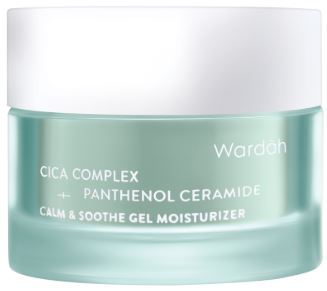 Wardah
CICA COMPLEX
+ PANTHENOL CERAMIDE
CALM & SOOTHE GEL MOISTURIZER